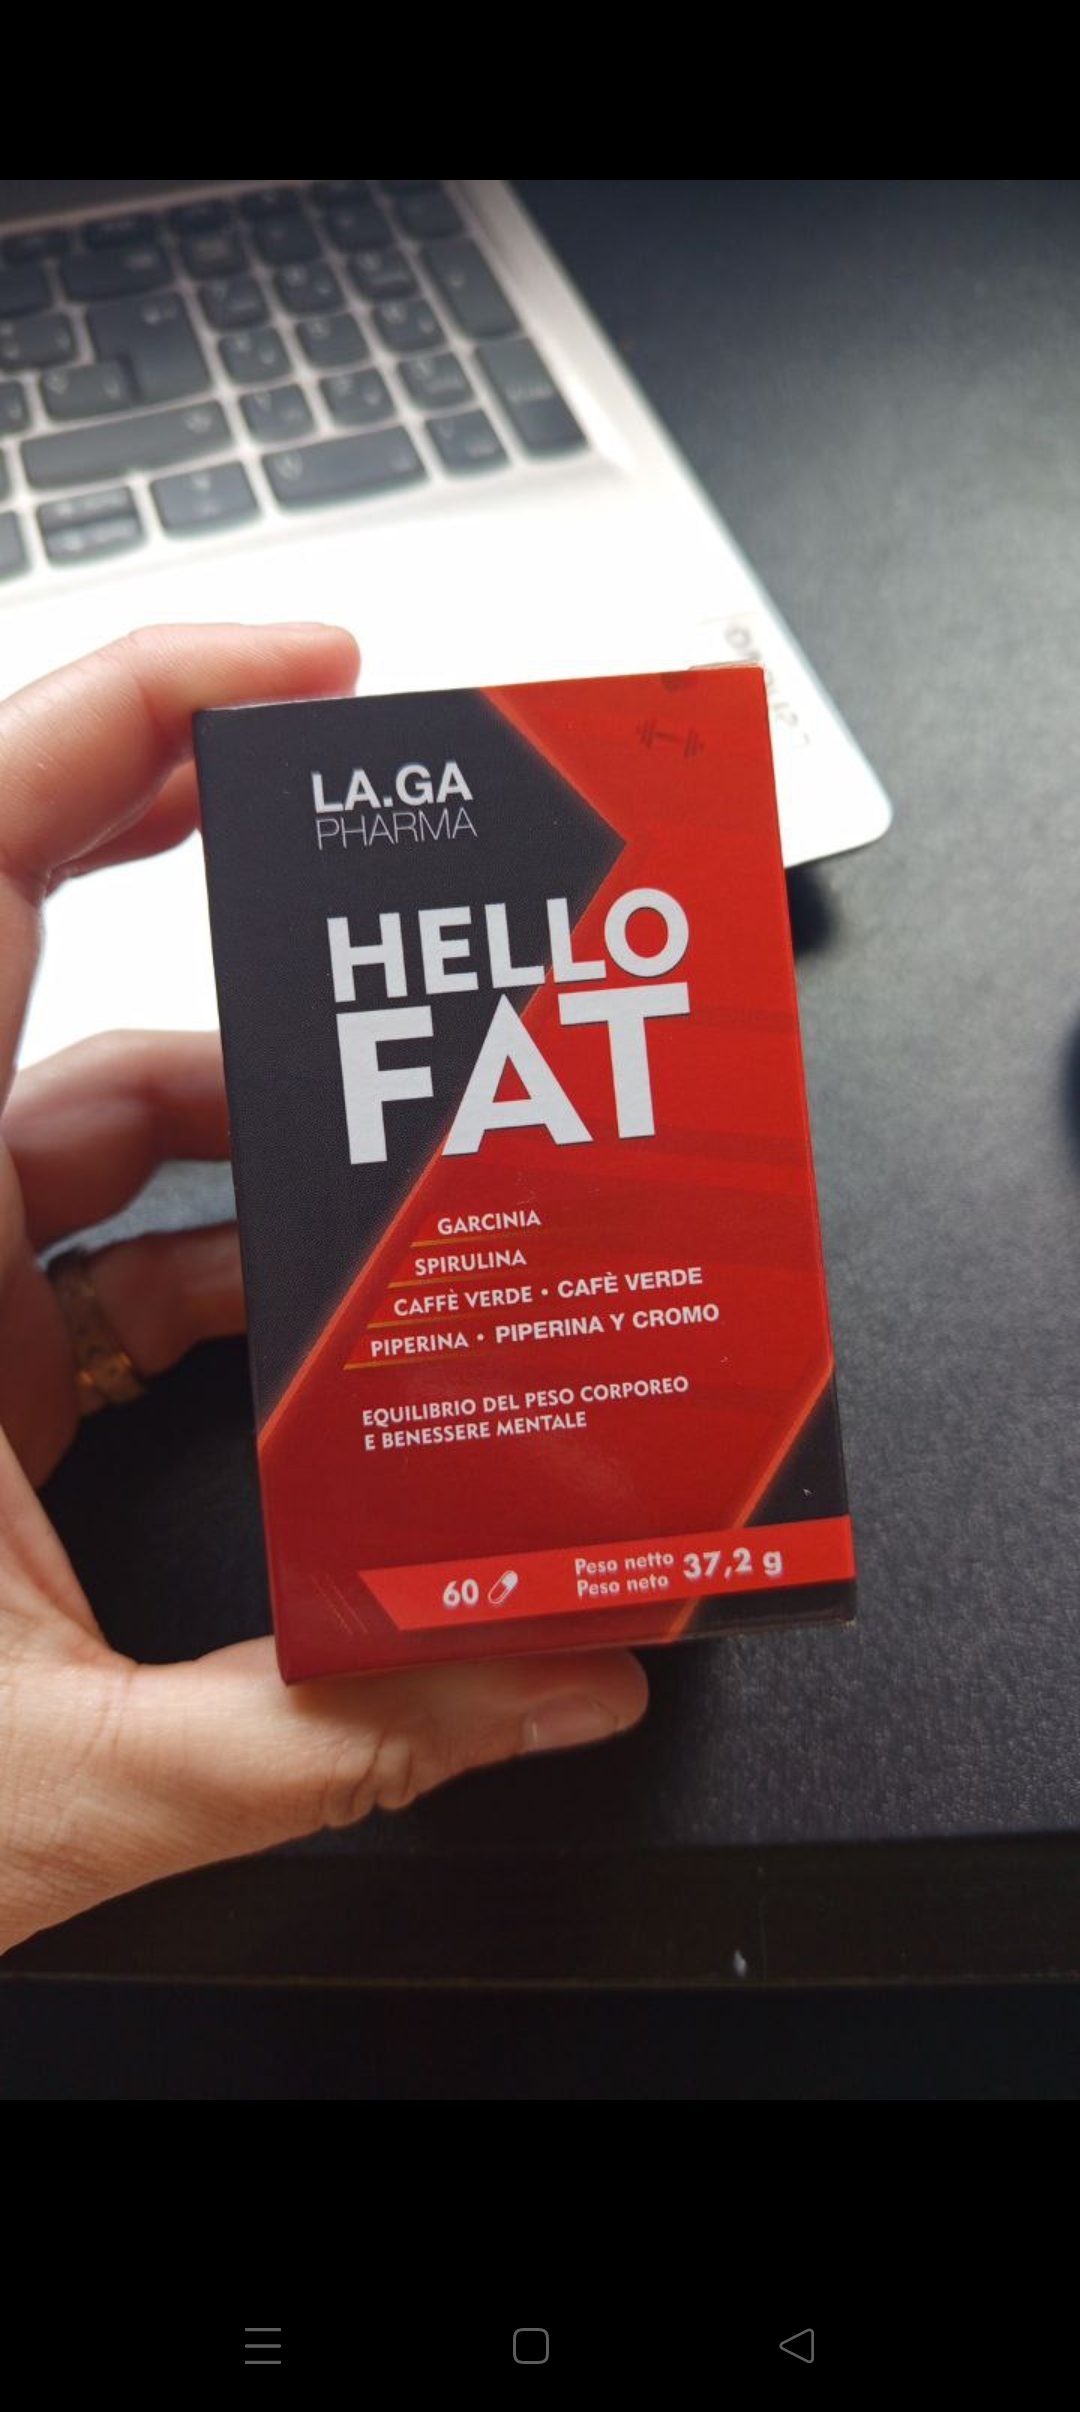 LA.GA
PHARMA
HELLO
FAT
GARCINIA
SPIRULINA
CAFFÈ VERDE • CAFÈ VERDE
PIPERINA • PIPERINA Y CROMO
EQUILIBRIO DEL PESO CORPOREO
E BENESSERE MENTALE
60
Peso netto 37,2 g
Peso neto